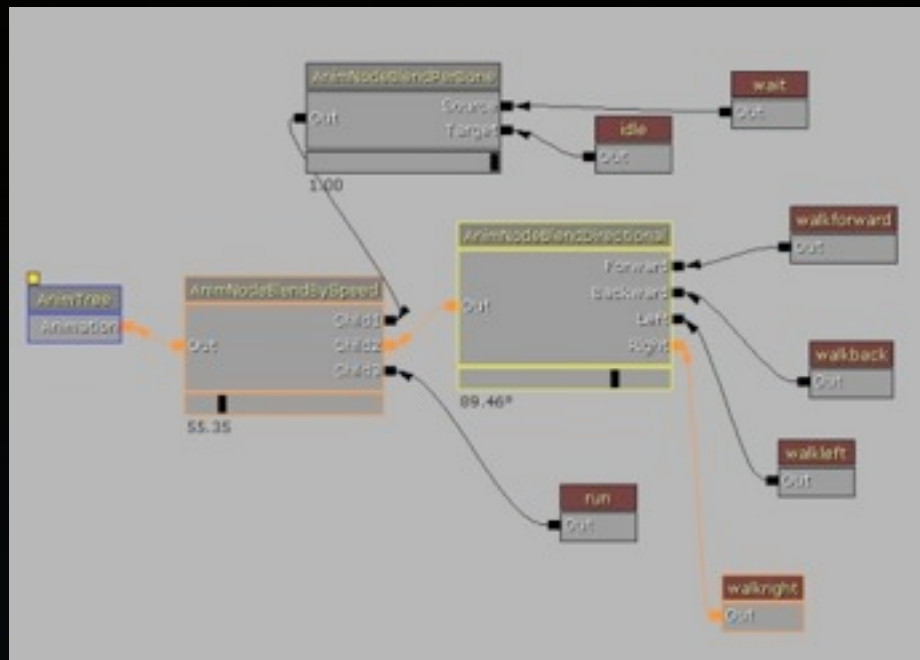 AnimNodeBlendPerBone
Out
Source
Target
1.00
wait
Out
idle
Out
AnimNodeBlendDirectional
Out
Forward
Backward
Left
Right
89.46°
walkforward
Out
AnimTree
Animation
AnimNodeBlendBySpeed
Out
Child1
Child2
Child3
55.35
walkback
Out
walkleft
Out
run
Out
walkright
Out